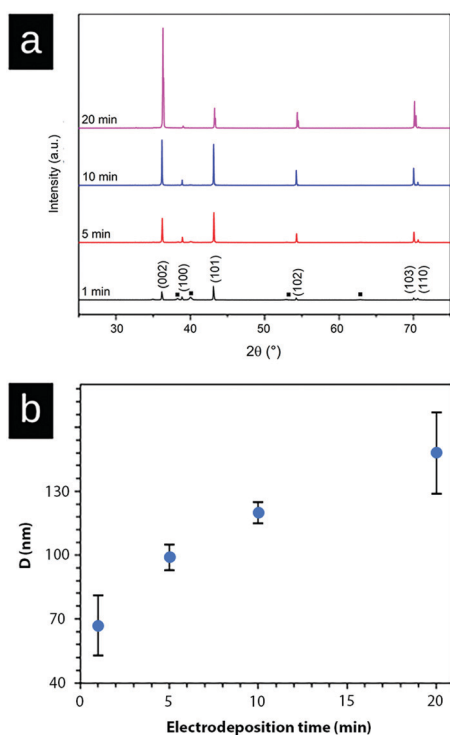 a
Intensity (a.u.)
20 min
10 min
5 min
1 min
(002)
(100)
(101)
(102)
(103)
(110)
30 40 50 60 70
2θ (°)
b
D (nm)
130
100
70
40
0 5 10 15 20
Electrodeposition time (min)